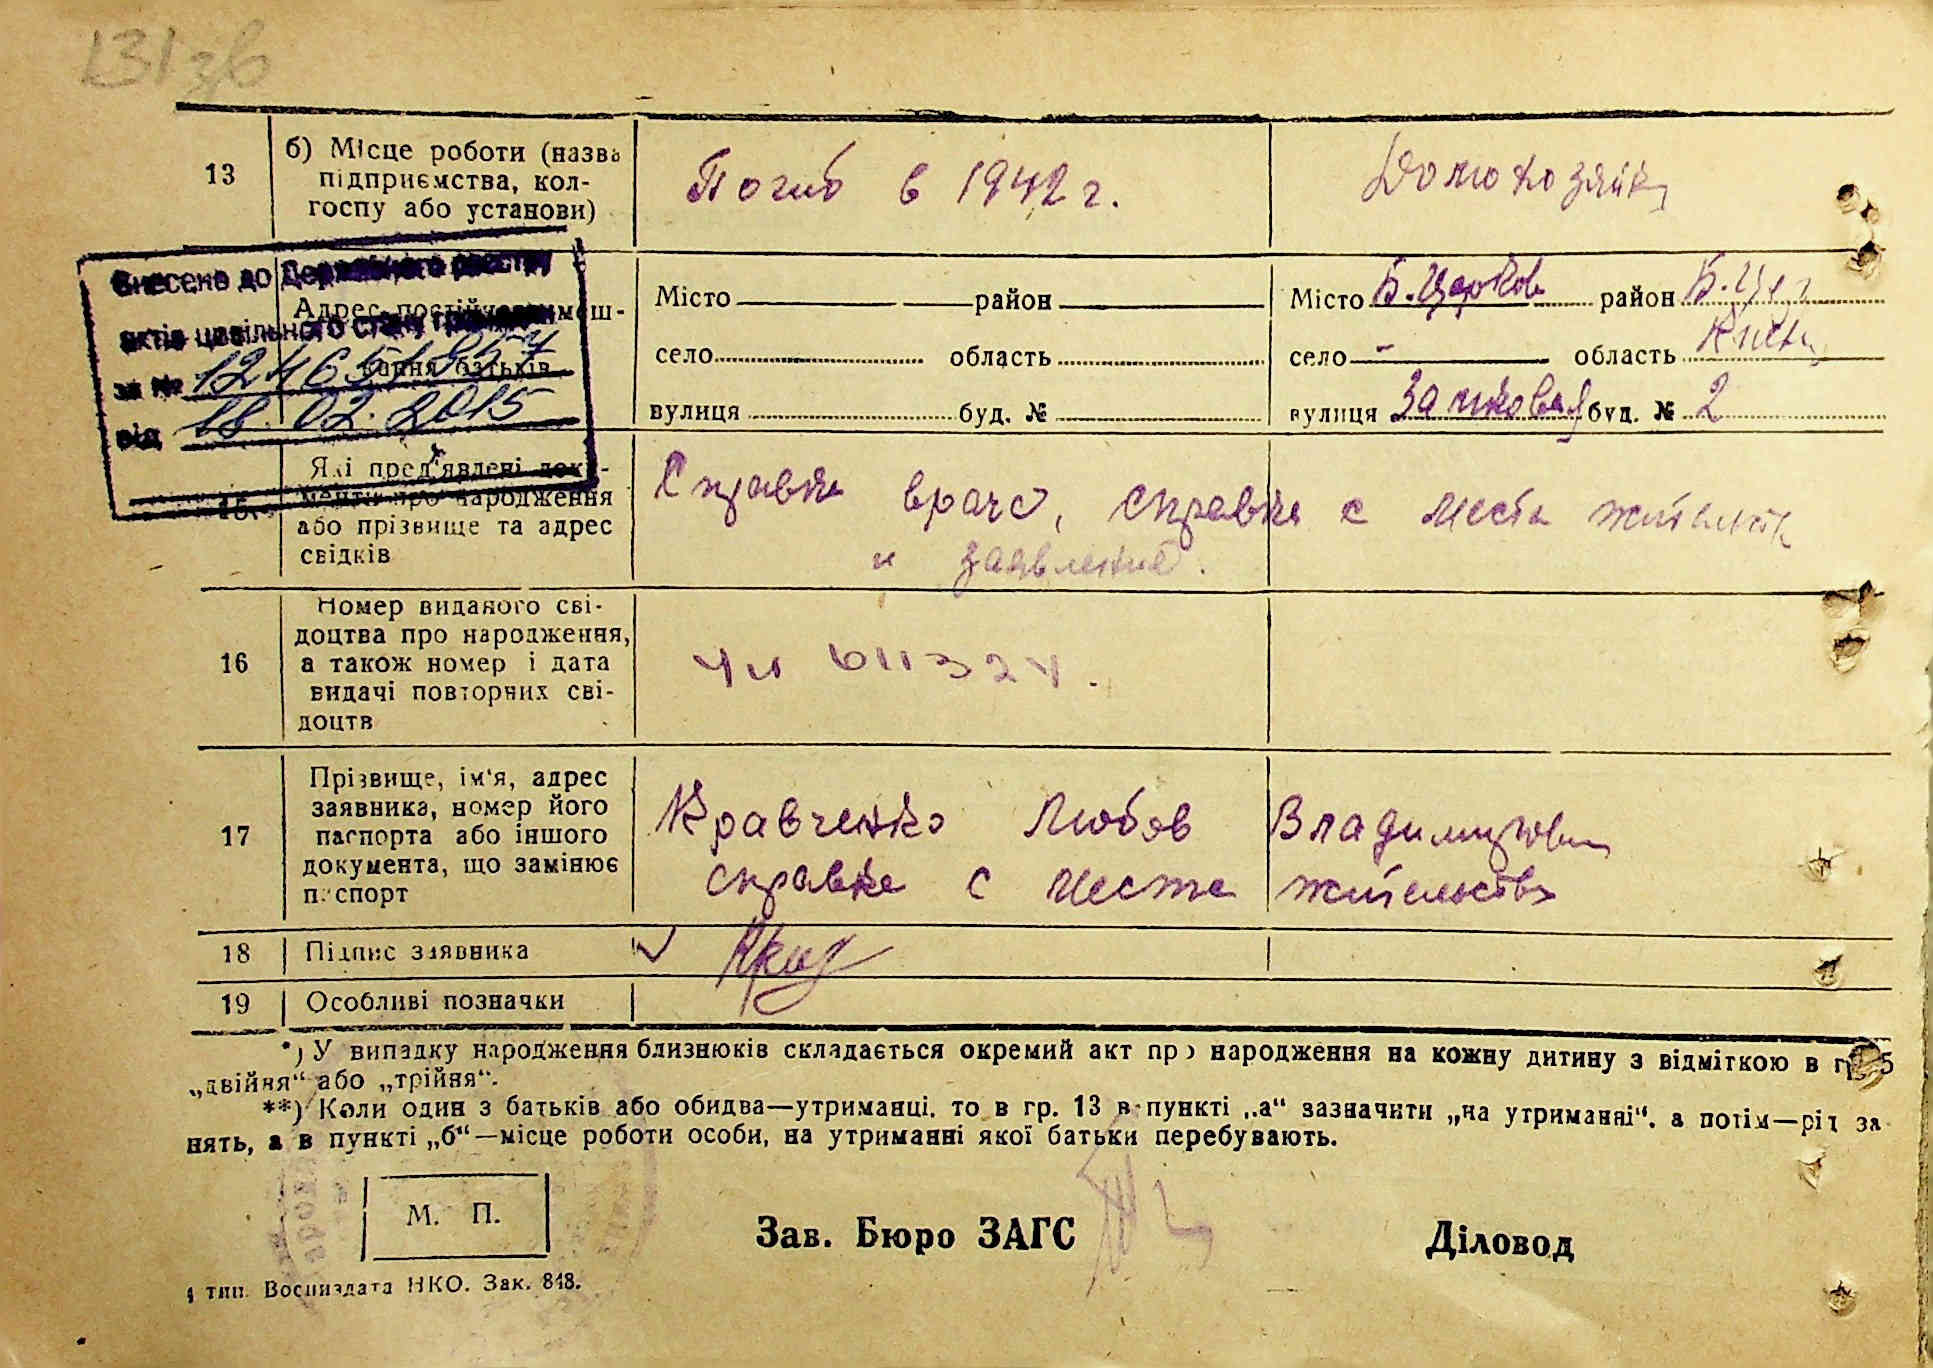 131зв
13
б) Місце роботи (назва
підприємства, кол-
госпу або установи)
Погиб в 1942 г.
Домохозяйка
Внесено до Державного реєстру
актів цивільного стану громадян
за №
від 18.02.2015
Адрес постійного меш-
кання батьків
Місто район
село область
вулиця буд. №
Місто Б. Церковь район Б. Цер
село - область Киев
вулиця Замковая буд. № 2
15.
Які пред'явлені доку-
менти про народження
або прізвище та адрес
свідків
Справка врача, справка с места жительства
и заявление.
16
Номер виданого сві-
доцтва про народження,
а також номер і дата
видачі повторних сві-
доцтв
17
Прізвище, ім'я, адрес
заявника, номер його
паспорта або іншого
документа, що замінює
паспорт
Кравченко Любовь Владимировна
справка с места жительства
18
Підпис заявника
19
Особливі позначки
*) У випадку народження близнюків складається окремий акт про народження на кожну дитину з відміткою в гр. 5
„двійня“ або „трійня“.
**) Коли один з батьків або обидва—утриманці, то в гр. 13 в пункті „а“ зазначити „на утриманні“, а потім—рід за-
нять, а в пункті „б“—місце роботи особи, на утриманні якої батьки перебувають.
М. П.
Зав. Бюро ЗАГС
Діловод
тип. Воениздата НКО. Зак. 848.